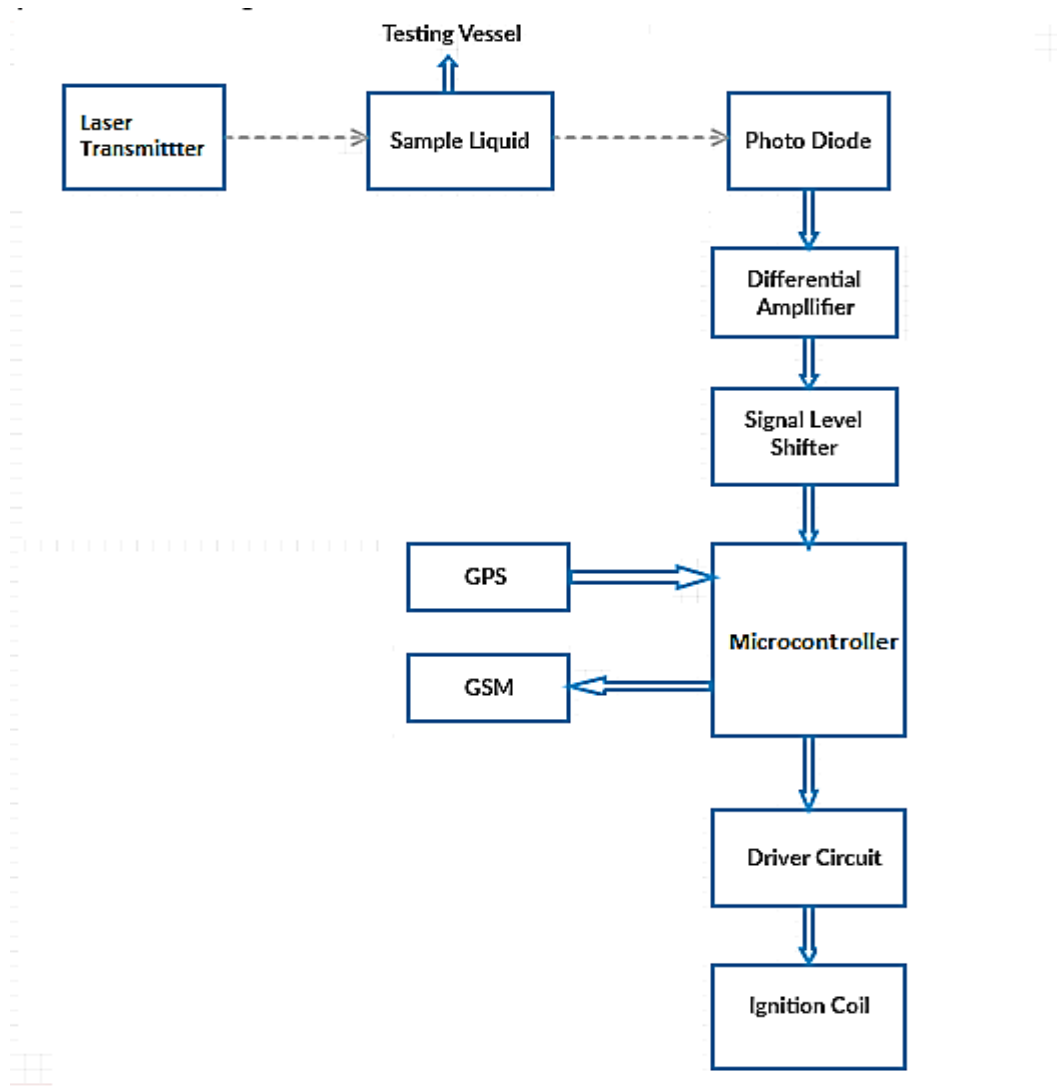 Testing Vessel
Laser
Transmittter
Sample Liquid
Photo Diode
Differential
Ampllifier
Signal Level
Shifter
GPS
Microcontroller
GSM
Driver Circuit
Ignition Coil